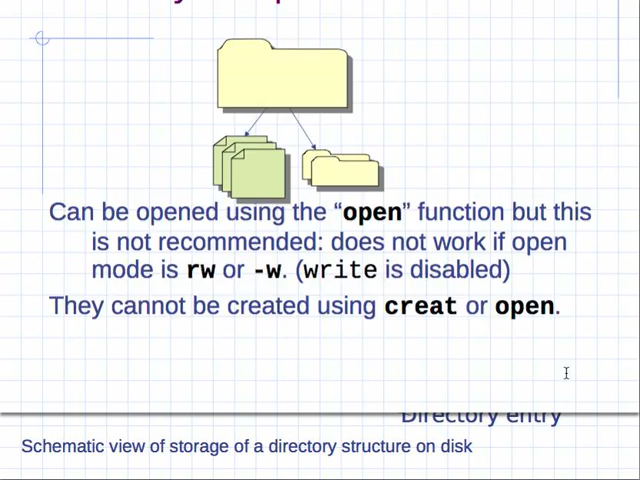 Can be opened using the “open” function but this
is not recommended: does not work if open
mode is rw or -w. (write is disabled)
They cannot be created using creat or open.
Directory entry
Schematic view of storage of a directory structure on disk